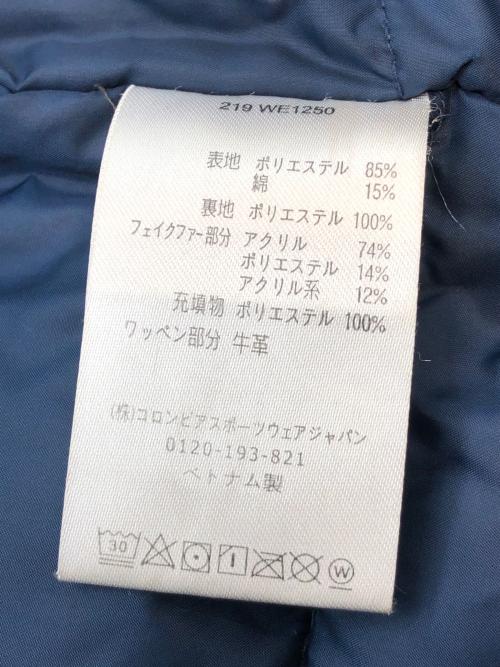 219 WE1250
表地 ポリエステル 85%
綿 15%
裏地 ポリエステル 100%
フェイクファー部分 アクリル 74%
ポリエステル 14%
アクリル系 12%
充填物 ポリエステル 100%
ワッペン部分 牛革
(株)コロンビアスポーツウェアジャパン
0120-193-821
ベトナム製
30 W